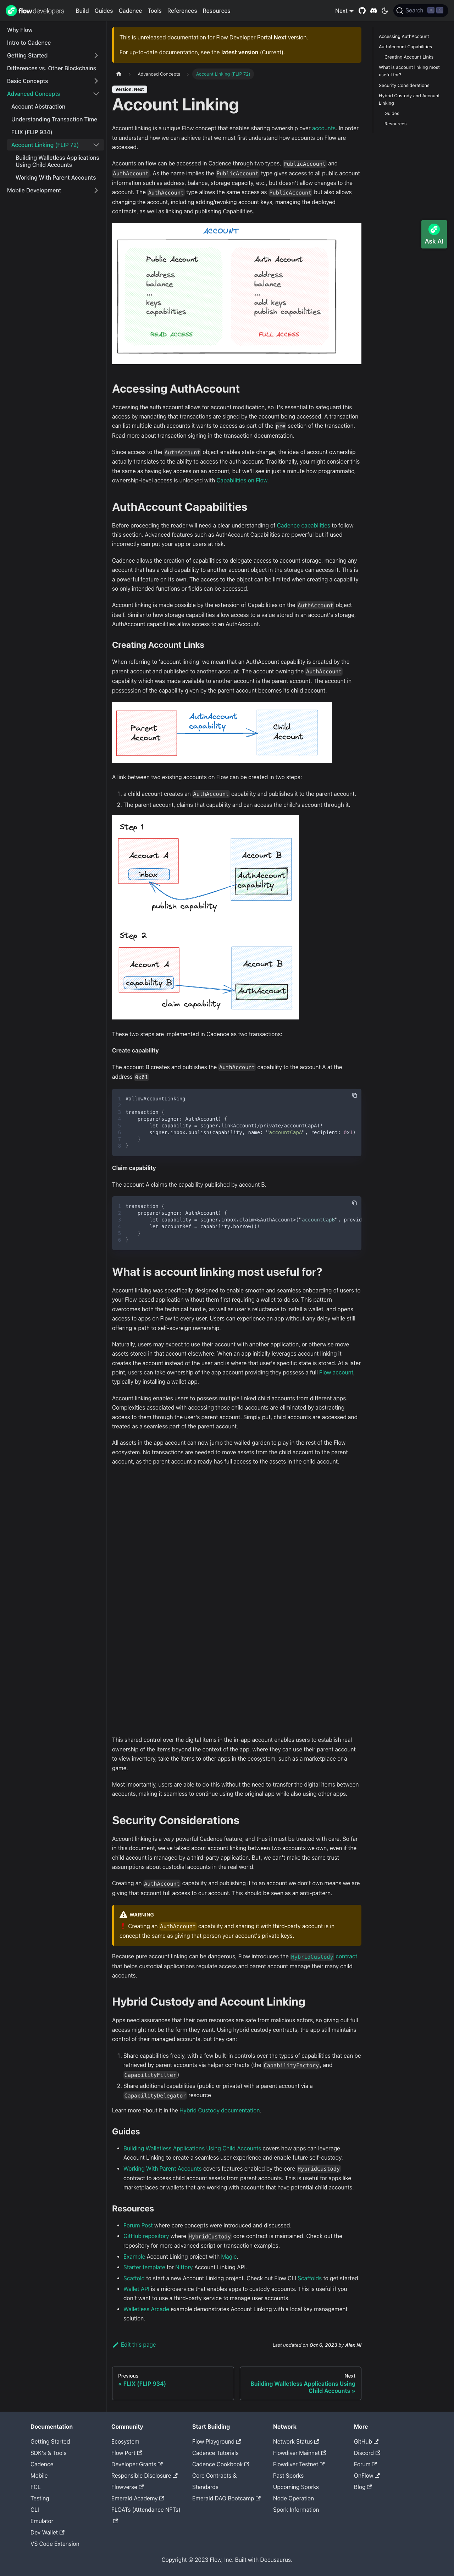 flowdevelopers
Build
Guides
Cadence
Tools
References
Resources
Next
Search
Why Flow
Intro to Cadence
Getting Started
Differences vs. Other Blockchains
Basic Concepts
Advanced Concepts
Account Abstraction
Understanding Transaction Time
FLIX (FLIP 934)
Account Linking (FLIP 72)
Building Walletless Applications
Using Child Accounts
Working With Parent Accounts
Mobile Development
This is unreleased documentation for Flow Developer Portal Next version.
For up-to-date documentation, see the latest version (Current).
Advanced Concepts
Account Linking (FLIP 72)
Version: Next
Account Linking
Account linking is a unique Flow concept that enables sharing ownership over accounts. In order
to understand how we can achieve that we must first understand how accounts on Flow are
accessed.
Accounts on flow can be accessed in Cadence through two types, PublicAccount and
AuthAccount. As the name implies the PublicAccount type gives access to all public account
information such as address, balance, storage capacity, etc., but doesn't allow changes to the
account. The AuthAccount type allows the same access as PublicAccount but also allows
changes to the account, including adding/revoking account keys, managing the deployed
contracts, as well as linking and publishing Capabilities.
ACCOUNT
Public Account
address
balance
...
keys
capabilities
READ ACCESS
Auth Account
address
balance
...
add keys
publish capabilities
FULL ACCESS
Accessing AuthAccount
Accessing the auth account allows for account modification, so it's essential to safeguard this
access by mandating that transactions are signed by the account being accessed. A transaction
can list multiple auth accounts it wants to access as part of the pre section of the transaction.
Read more about transaction signing in the transaction documentation.
Since access to the AuthAccount object enables state change, the idea of account ownership
actually translates to the ability to access the auth account. Traditionally, you might consider this
the same as having key access on an account, but we'll see in just a minute how programmatic,
ownership-level access is unlocked with Capabilities on Flow.
AuthAccount Capabilities
Before proceeding the reader will need a clear understanding of Cadence capabilities to follow
this section. Advanced features such as AuthAccount Capabilities are powerful but if used
incorrectly can put your app or users at risk.
Cadence allows the creation of capabilities to delegate access to account storage, meaning any
account that has a valid capability to another account object in the storage can access it. This is
a powerful feature on its own. The access to the object can be limited when creating a capability
so only intended functions or fields can be accessed.
Account linking is made possible by the extension of Capabilities on the AuthAccount object
itself. Similar to how storage capabilities allow access to a value stored in an account's storage,
AuthAccount capabilities allow access to an AuthAccount.
Creating Account Links
When referring to 'account linking' we mean that an AuthAccount capability is created by the
parent account and published to another account. The account owning the AuthAccount
capability which was made available to another account is the parent account. The account in
possession of the capability given by the parent account becomes its child account.
Parent
Account
AuthAccount
capability
Child
Account
A link between two existing accounts on Flow can be created in two steps:
1. a child account creates an AuthAccount capability and publishes it to the parent account.
2. The parent account, claims that capability and can access the child's account through it.
Step 1
Account A
inbox
Account B
AuthAccount
capability
publish capability
Step 2
Account A
capability B
Account B
AuthAccount
claim capability
These two steps are implemented in Cadence as two transactions:
Create capability
The account B creates and publishes the AuthAccount capability to the account A at the
address 0x01
#allowAccountLinking
transaction {
prepare(signer: AuthAccount) {
let capability = signer.linkAccount(/private/accountCapA)!
signer.inbox.publish(capability, name: "accountCapA", recipient: 0x1)
}
}
Claim capability
The account A claims the capability published by account B.
transaction {
prepare(signer: AuthAccount) {
let capability = signer.inbox.claim<&AuthAccount>("accountCapB", provid
let accountRef = capability.borrow()!
}
}
What is account linking most useful for?
Account linking was specifically designed to enable smooth and seamless onboarding of users to
your Flow based application without them first requiring a wallet to do so. This pattern
overcomes both the technical hurdle, as well as user's reluctance to install a wallet, and opens
access to apps on Flow to every user. Users can experience an app without any delay while still
offering a path to self-sovreign ownership.
Naturally, users may expect to use their account with another application, or otherwise move
assets stored in that account elsewhere. When an app initially leverages account linking it
creates the account instead of the user and is where that user's specific state is stored. At a later
point, users can take ownership of the app account providing they possess a full Flow account,
typically by installing a wallet app.
Account linking enables users to possess multiple linked child accounts from different apps.
Complexities associated with accessing those child accounts are eliminated by abstracting
access to them through the user's parent account. Simply put, child accounts are accessed and
treated as a seamless part of the parent account.
All assets in the app account can now jump the walled garden to play in the rest of the Flow
ecosystem. No transactions are needed to move assets from the child account to the parent
account, as the parent account already has full access to the assets in the child account.
This shared control over the digital items in the in-app account enables users to establish real
ownership of the items beyond the context of the app, where they can use their parent account
to view inventory, take the items to other apps in the ecosystem, such as a marketplace or a
game.
Most importantly, users are able to do this without the need to transfer the digital items between
accounts, making it seamless to continue using the original app while also using other apps.
Security Considerations
Account linking is a very powerful Cadence feature, and thus it must be treated with care. So far
in this document, we've talked about account linking between two accounts we own, even if the
child account is managed by a third-party application. But, we can't make the same trust
assumptions about custodial accounts in the real world.
Creating an AuthAccount capability and publishing it to an account we don't own means we are
giving that account full access to our account. This should be seen as an anti-pattern.
WARNING
Creating an AuthAccount capability and sharing it with third-party account is in
concept the same as giving that person your account's private keys.
Because pure account linking can be dangerous, Flow introduces the HybridCustody contract
that helps custodial applications regulate access and parent account manage their many child
accounts.
Hybrid Custody and Account Linking
Apps need assurances that their own resources are safe from malicious actors, so giving out full
access might not be the form they want. Using hybrid custody contracts, the app still maintains
control of their managed accounts, but they can:
1. Share capabilities freely, with a few built-in controls over the types of capabilities that can be
retrieved by parent accounts via helper contracts (the CapabilityFactory, and
CapabilityFilter)
2. Share additional capabilities (public or private) with a parent account via a
CapabilityDelegator resource
Learn more about it in the Hybrid Custody documentation.
Guides
Building Walletless Applications Using Child Accounts covers how apps can leverage
Account Linking to create a seamless user experience and enable future self-custody.
Working With Parent Accounts covers features enabled by the core HybridCustody
contract to access child account assets from parent accounts. This is useful for apps like
marketplaces or wallets that are working with accounts that have potential child accounts.
Resources
Forum Post where core concepts were introduced and discussed.
GitHub repository where HybridCustody core contract is maintained. Check out the
repository for more advanced script or transaction examples.
Example Account Linking project with Magic.
Starter template for Niftory Account Linking API.
Scaffold to start a new Account Linking project. Check out Flow CLI Scaffolds to get started.
Wallet API is a microservice that enables apps to custody accounts. This is useful if you
don't want to use a third-party service to manage user accounts.
Walletless Arcade example demonstrates Account Linking with a local key management
solution.
Edit this page
Last updated on Oct 6, 2023 by Alex Ni
Previous
« FLIX (FLIP 934)
Next
Building Walletless Applications Using
Child Accounts »
Accessing AuthAccount
AuthAccount Capabilities
Creating Account Links
What is account linking most
useful for?
Security Considerations
Hybrid Custody and Account
Linking
Guides
Resources
Ask AI
Documentation
Getting Started
SDK's & Tools
Cadence
Mobile
FCL
Testing
CLI
Emulator
Dev Wallet
VS Code Extension
Community
Ecosystem
Flow Port
Developer Grants
Responsible Disclosure
Flowverse
Emerald Academy
FLOATs (Attendance NFTs)
Start Building
Flow Playground
Cadence Tutorials
Cadence Cookbook
Core Contracts &
Standards
Emerald DAO Bootcamp
Network
Network Status
Flowdiver Mainnet
Flowdiver Testnet
Past Sporks
Upcoming Sporks
Node Operation
Spork Information
More
GitHub
Discord
Forum
OnFlow
Blog
Copyright © 2023 Flow, Inc. Built with Docusaurus.